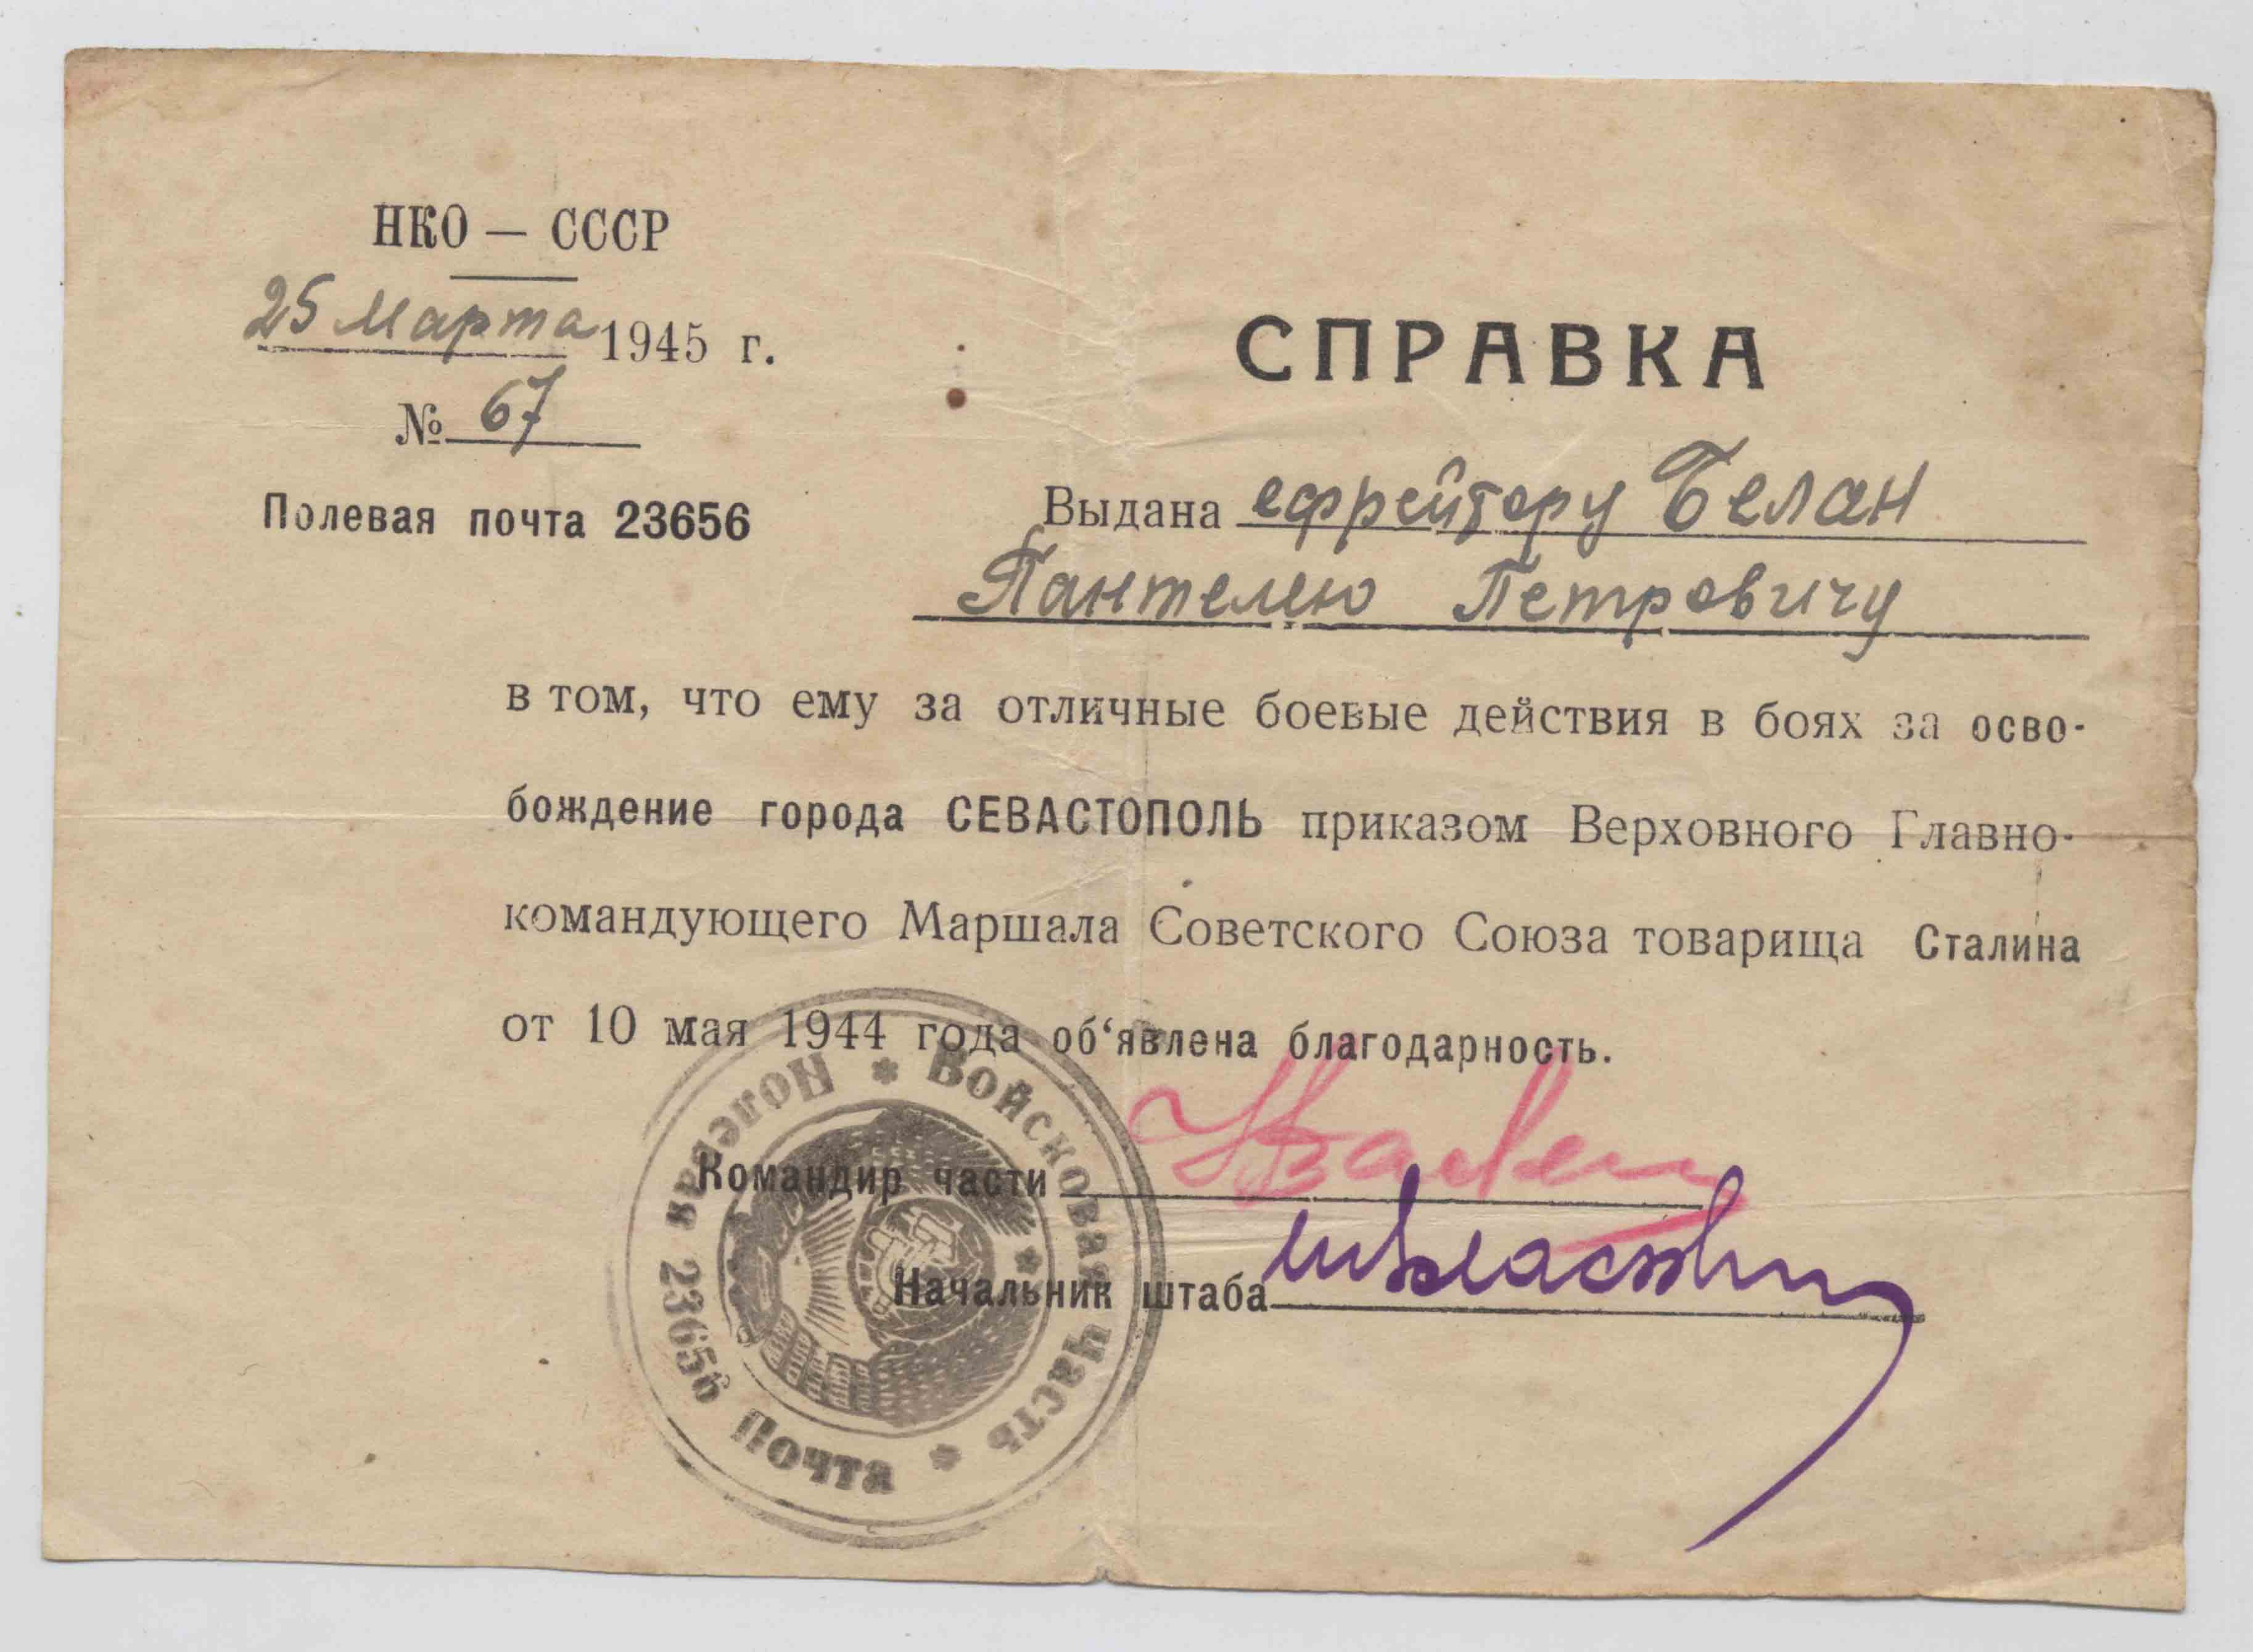 НКО — СССР
25 Марта 1945 г.
№ 67
Полевая почта 23656
СПРАВКА
Выдана ефрейтору Белан
Пантелею Петровичу
в том, что ему за отличные боевые действия в боях за осво-
бождение города СЕВАСТОПОЛЬ приказом Верховного Главно-
командующего Маршала Советского Союза товарища Сталина
от 10 мая 1944 года об‘явлена благодарность.
Командир части
Начальник штаба
* Войсковая часть *
Полевая 23656 Почта